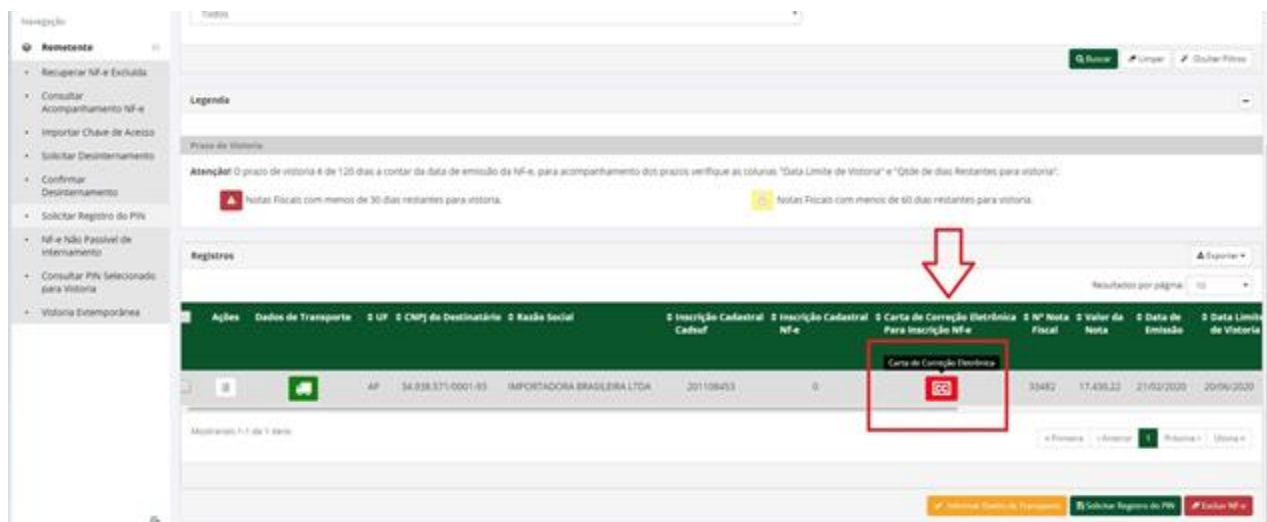 Navegação
Todos
Remetente
Recuperar NF-e Excluída
Consultar
Acompanhamento NF-e
Importar Chave de Acesso
Solicitar Desinternamento
Confirmar
Desinternamento
Solicitar Registro do PIN
NF-e Não Passível de
Internamento
Consultar PIN Selecionado
para Vistoria
Vistoria Extemporânea
Buscar Limpar Ocultar Filtros
Legenda
Prazo de Vistoria
Atenção! O prazo de vistoria é de 120 dias a contar da data de emissão da NF-e, para acompanhamento dos prazos verifique as colunas "Data Limite de Vistoria" e "Qtde de dias Restantes para vistoria".
Notas Fiscais com menos de 30 dias restantes para vistoria.
Notas Fiscais com menos de 60 dias restantes para vistoria.
Registros
Exportar
Resultados por página: 10
Ações Dados de Transporte UF CNPJ do Destinatário Razão Social Inscrição Cadastral Cadsuf Inscrição Cadastral NF-e Carta de Correção Eletrônica Para Inscrição NF-e Nº Nota Fiscal Valor da Nota Data de Emissão Data Limite de Vistoria
Carta de Correção Eletrônica
AP IMPORTADORA BRASILEIRA LTDA 201108453 0 CC 33482 17.430,22 21/02/2020 20/06/2020
Mostrando 1-1 de 1 itens
« Primeira ‹ Anterior 1 Próxima › Última »
Adicionar Dados de Transporte Solicitar Registro do PIN Excluir NF-e